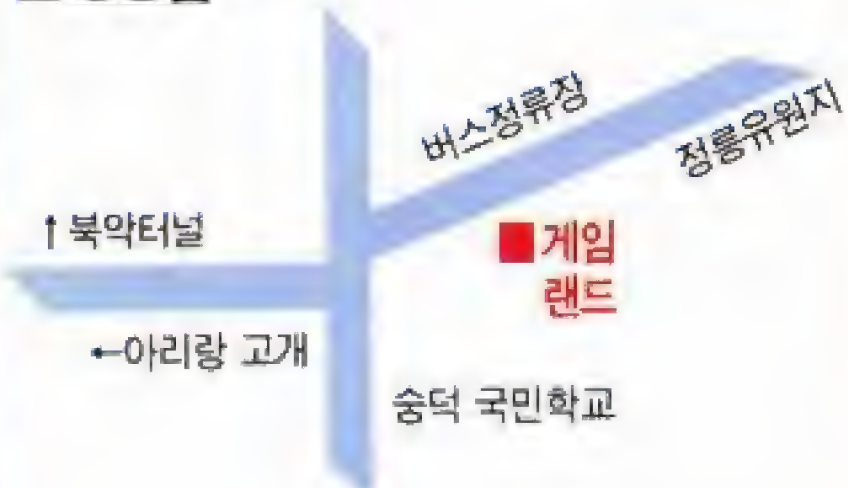 버스정류장
정릉유원지
↑ 북악터널
■ 게임
랜드
←아리랑 고개
숭덕 국민학교